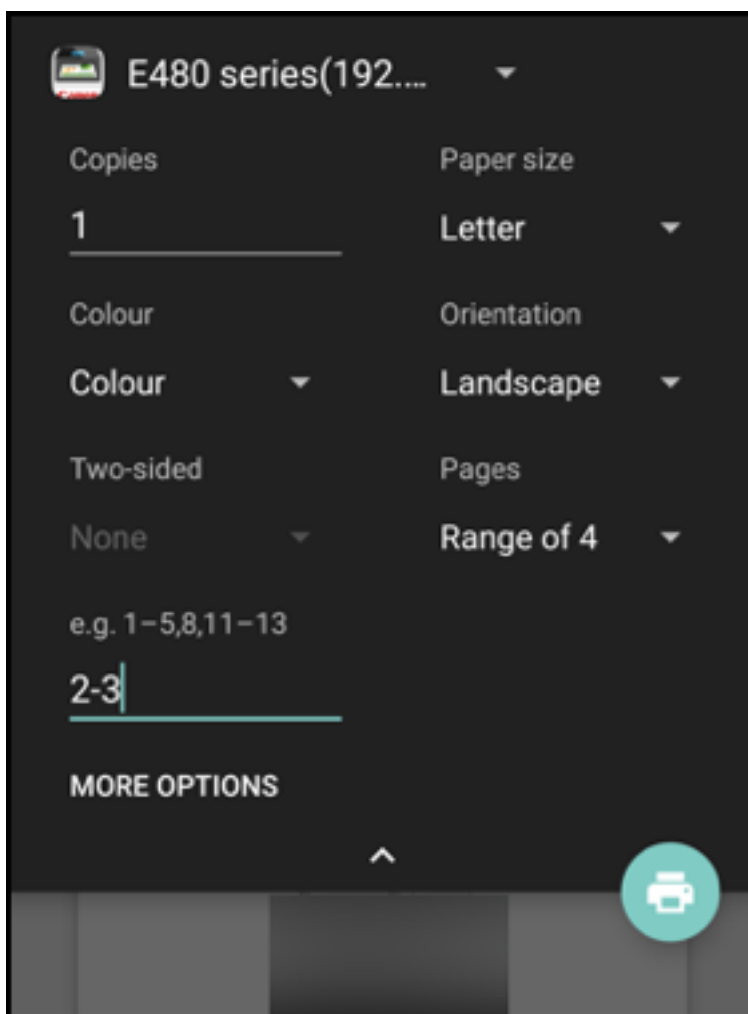 E480 series(192....
Copies
Paper size
1
Letter
Colour
Orientation
Colour
Landscape
Two-sided
Pages
None
Range of 4
e.g. 1–5,8,11–13
2-3
MORE OPTIONS